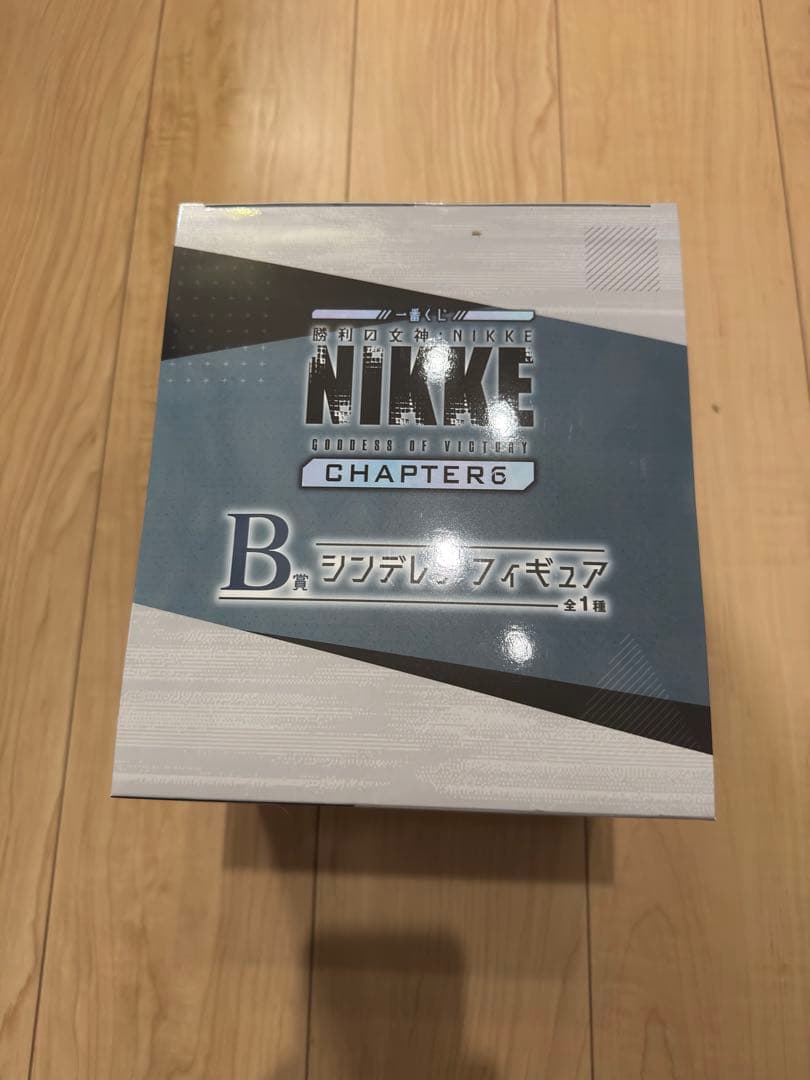 一番くじ
勝利の女神:NIKKE
NIKKE
GODDESS OF VICTORY
CHAPTER6
B賞 シンデレラフィギュア
全1種